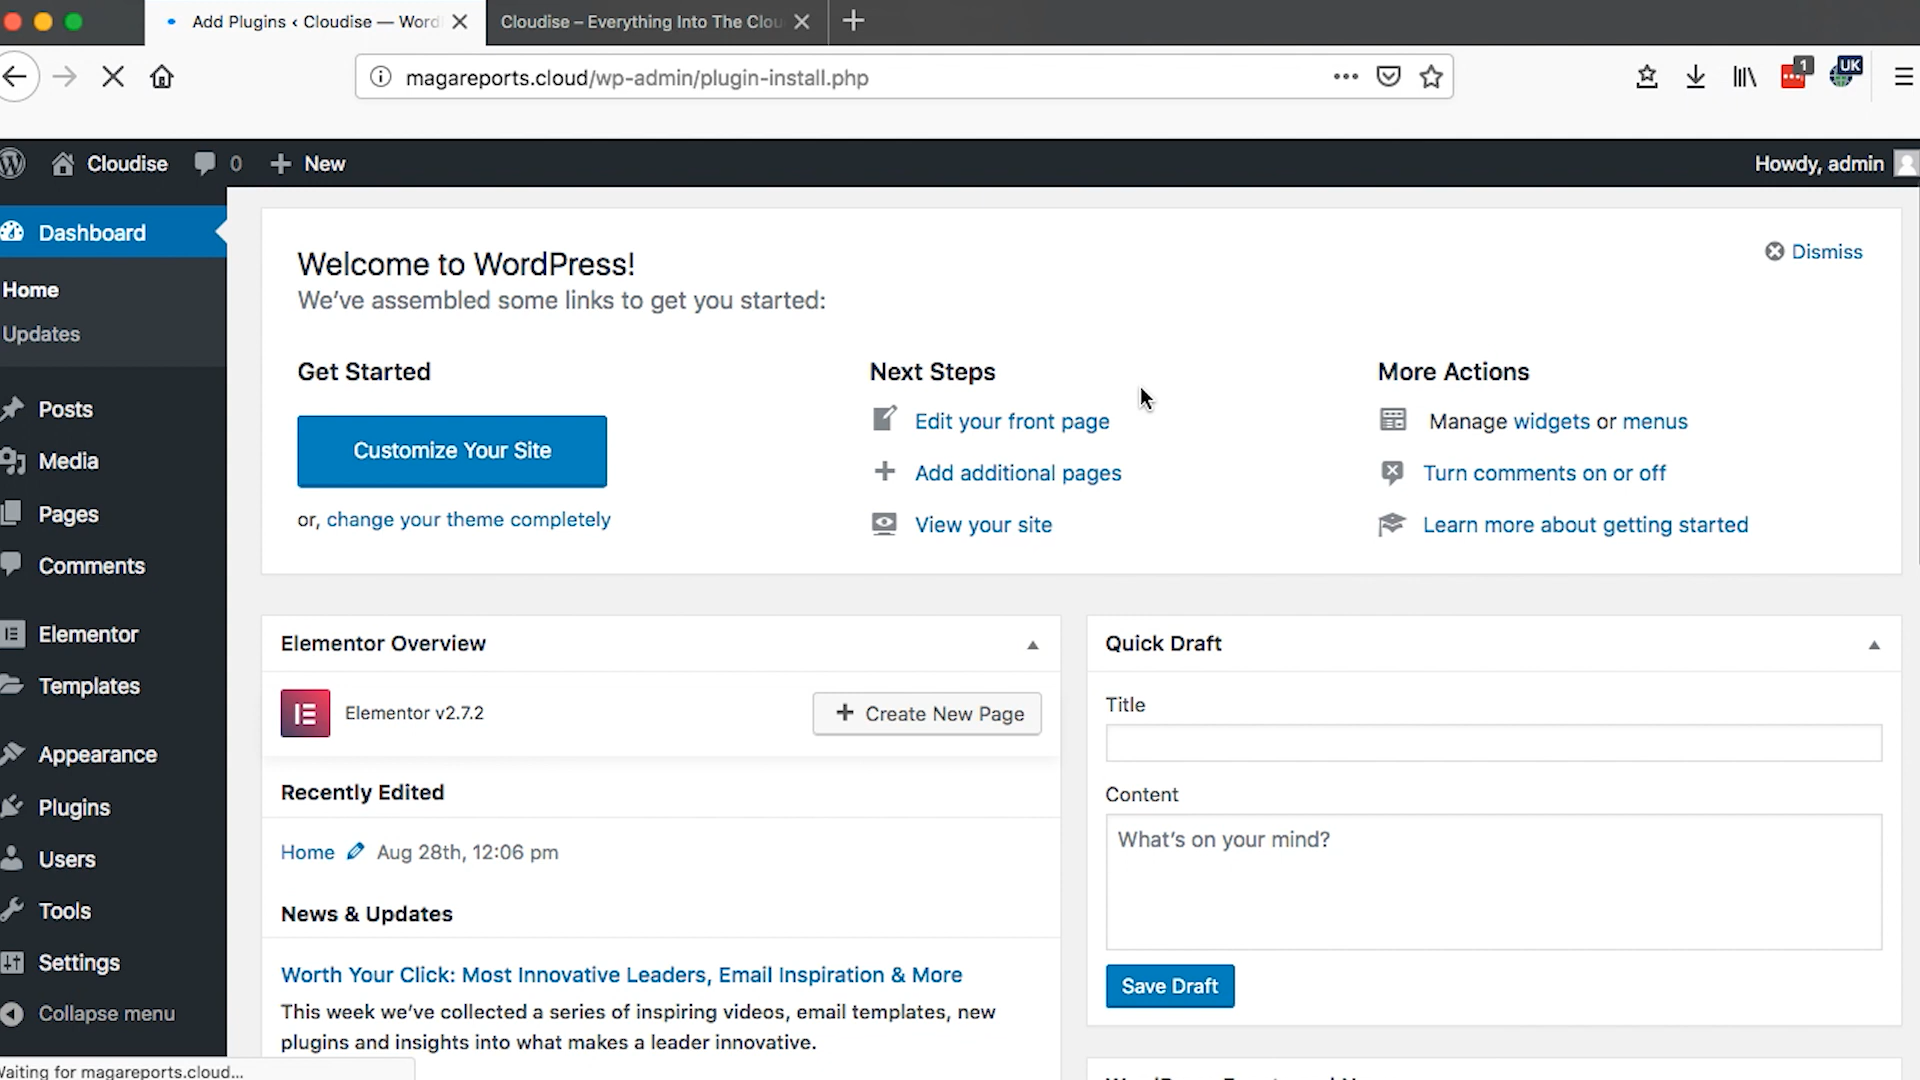 Add Plugins ‹ Cloudise — Word
Cloudise – Everything Into The Clou
magareports.cloud/wp-admin/plugin-install.php
1
UK
Cloudise
0
New
Howdy, admin
Dashboard
Home
Updates
Posts
Media
Pages
Comments
Elementor
Templates
Appearance
Plugins
Users
Tools
Settings
Collapse menu
Welcome to WordPress!
We've assembled some links to get you started:
Dismiss
Get Started
Customize Your Site
or, change your theme completely
Next Steps
Edit your front page
Add additional pages
View your site
More Actions
Manage widgets or menus
Turn comments on or off
Learn more about getting started
Elementor Overview
Elementor v2.7.2
Create New Page
Recently Edited
Home Aug 28th, 12:06 pm
News & Updates
Worth Your Click: Most Innovative Leaders, Email Inspiration & More
This week we've collected a series of inspiring videos, email templates, new
plugins and insights into what makes a leader innovative.
Quick Draft
Title
Content
What's on your mind?
Save Draft
Waiting for magareports.cloud...